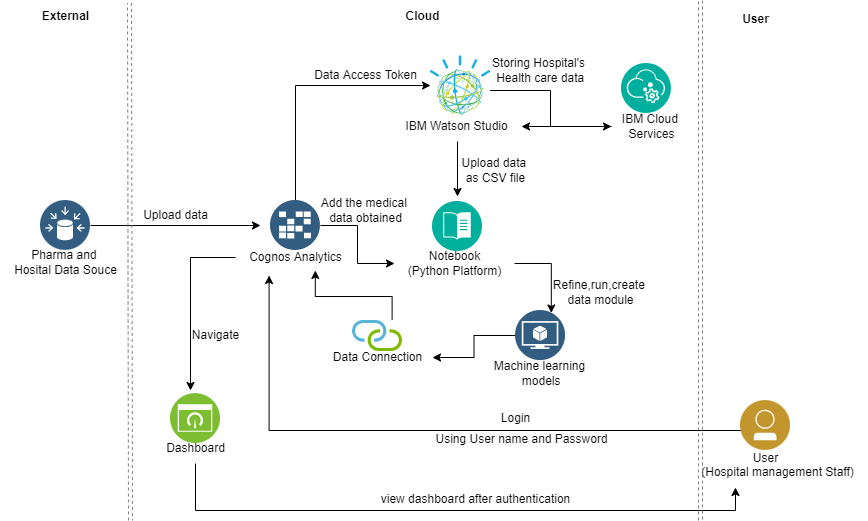 External
Cloud
User
Data Access Token
Storing Hospital's
Health care data
IBM Watson Studio
IBM Cloud
Services
Upload data
as CSV file
Upload data
Add the medical
data obtained
Pharma and
Hosital Data Souce
Cognos Analytics
Notebook
(Python Platform)
Refine,run,create
data module
Navigate
Data Connection
Machine learning
models
Login
Using User name and Password
Dashboard
User
(Hospital management Staff)
view dashboard after authentication